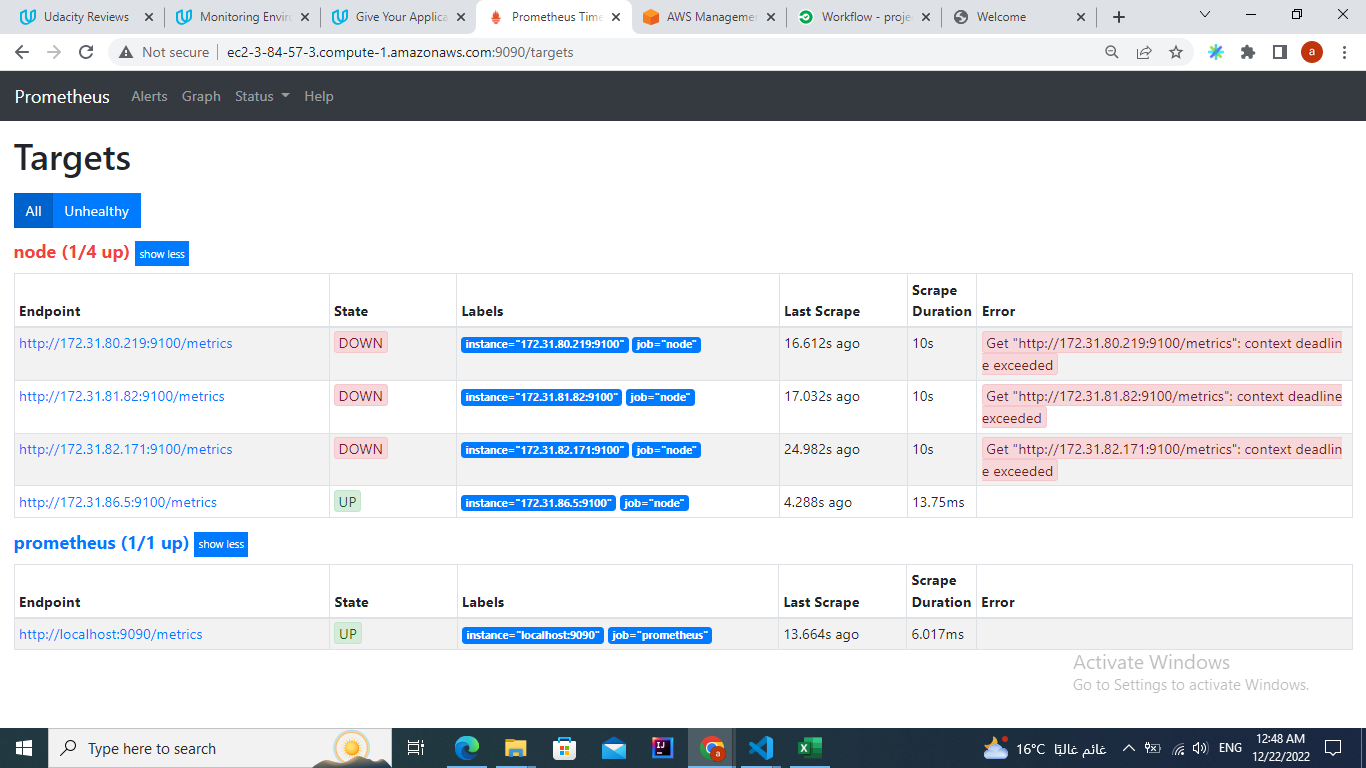 Udacity Reviews
Monitoring Enviro
Give Your Applica
Prometheus Time
AWS Managemen
Workflow - projec
Welcome
Not secure
ec2-3-84-57-3.compute-1.amazonaws.com:9090/targets
a
Prometheus Alerts Graph Status Help
Targets
All Unhealthy
node (1/4 up) show less
Endpoint State Labels Last Scrape Scrape Duration Error
http://172.31.80.219:9100/metrics DOWN instance="172.31.80.219:9100" job="node" 16.612s ago 10s Get "http://172.31.80.219:9100/metrics": context deadlin
e exceeded
http://172.31.81.82:9100/metrics DOWN instance="172.31.81.82:9100" job="node" 17.032s ago 10s Get "http://172.31.81.82:9100/metrics": context deadline
exceeded
http://172.31.82.171:9100/metrics DOWN instance="172.31.82.171:9100" job="node" 24.982s ago 10s Get "http://172.31.82.171:9100/metrics": context deadlin
e exceeded
http://172.31.86.5:9100/metrics UP instance="172.31.86.5:9100" job="node" 4.288s ago 13.75ms
prometheus (1/1 up) show less
Endpoint State Labels Last Scrape Scrape Duration Error
http://localhost:9090/metrics UP instance="localhost:9090" job="prometheus" 13.664s ago 6.017ms
Activate Windows
Go to Settings to activate Windows.
Type here to search
16°C غائم غالبًا
ENG
12:48 AM
12/22/2022